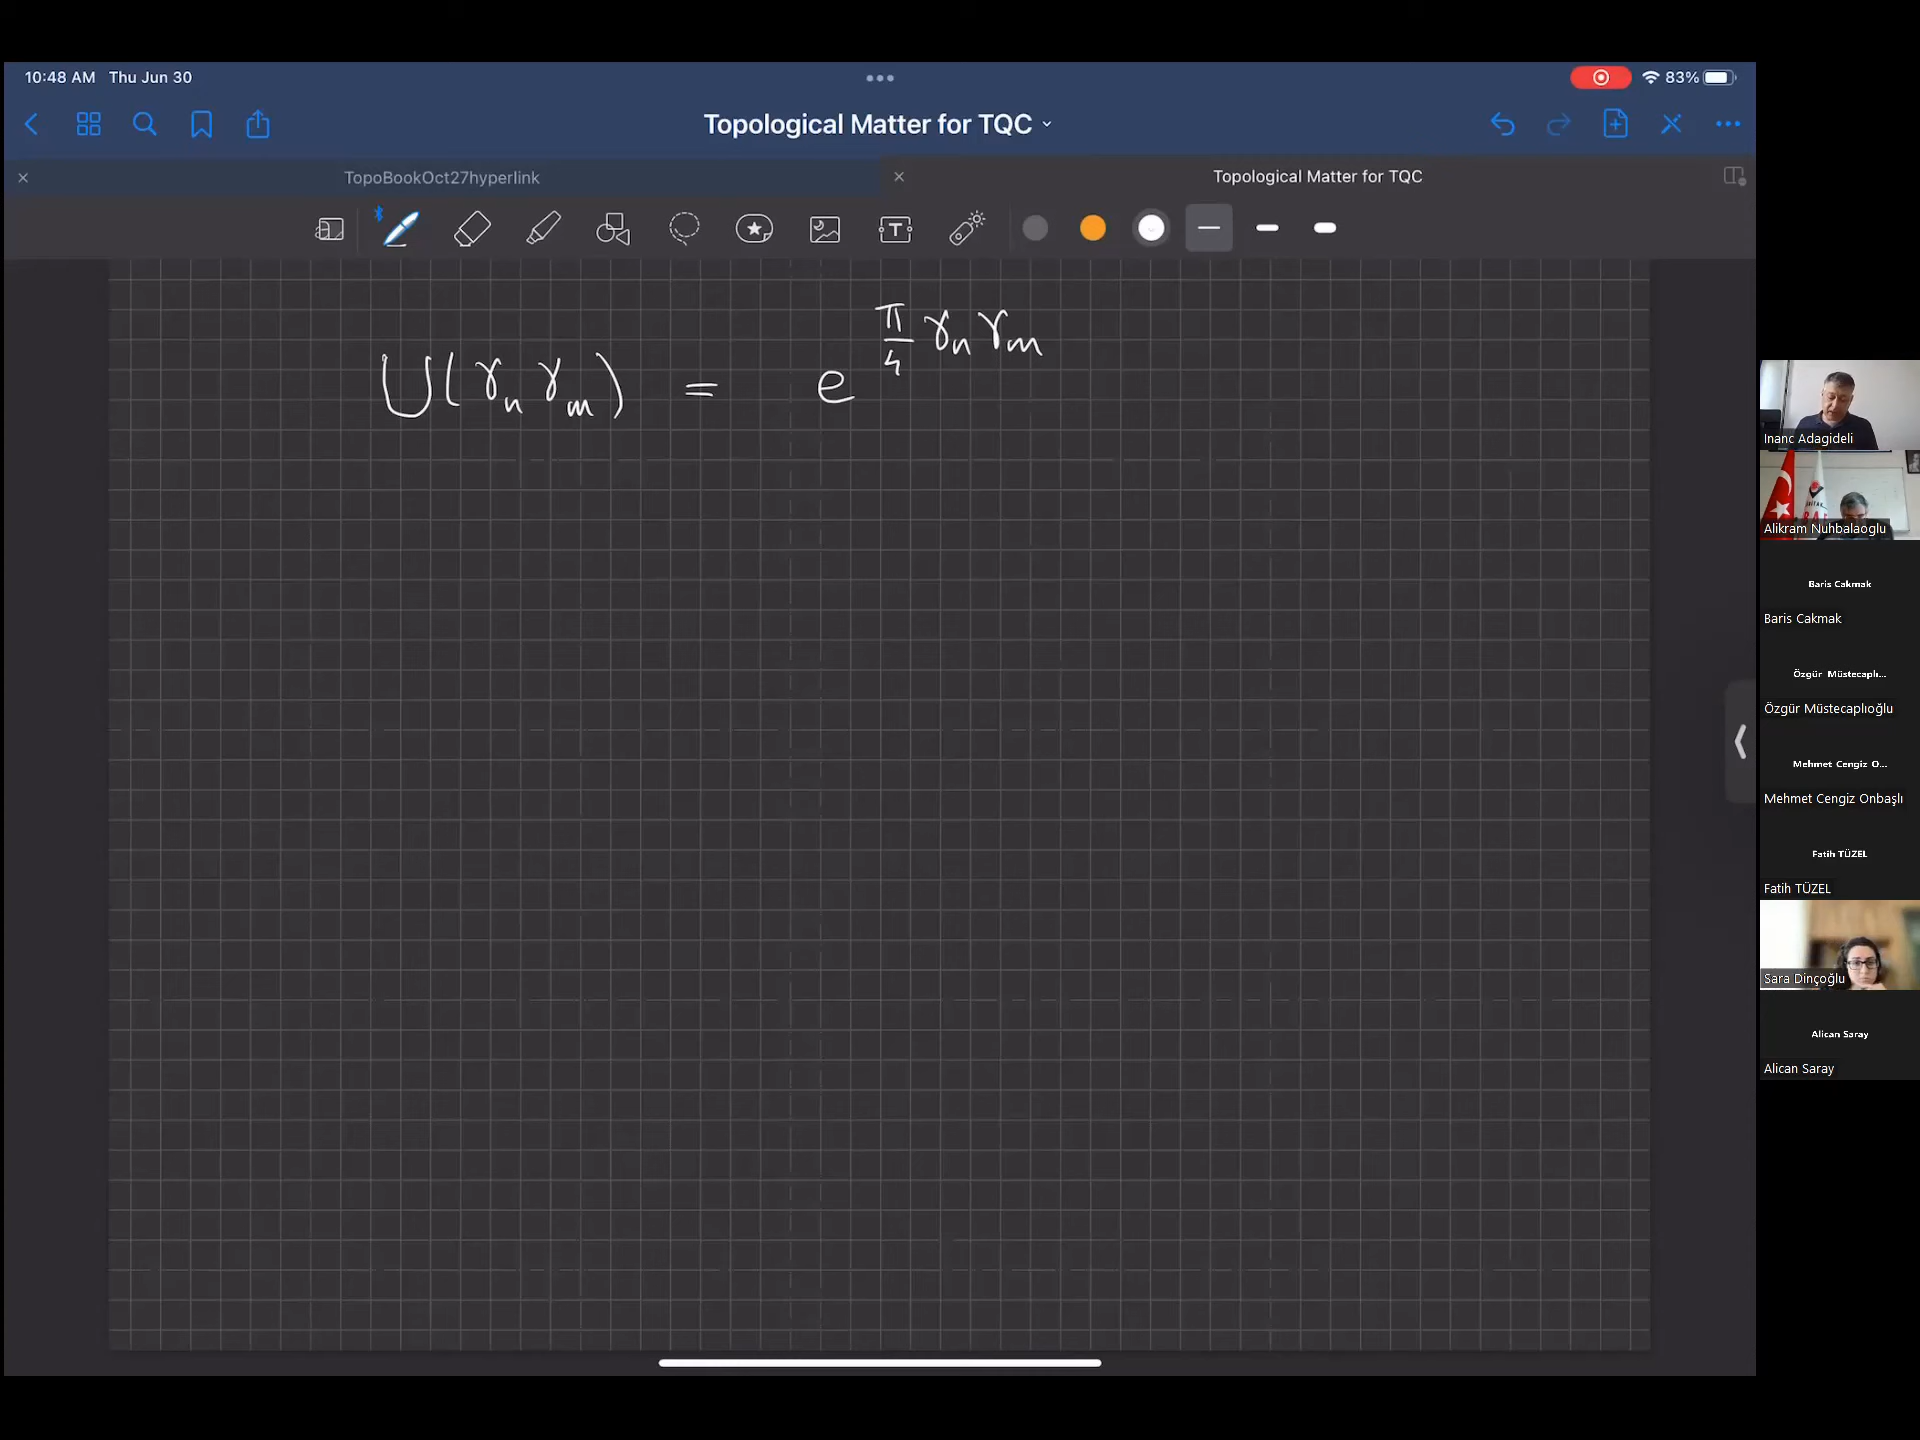 10:48 AM Thu Jun 30
83%
Topological Matter for TQC
TopoBookOct27hyperlink
Topological Matter for TQC
U(γₙ γₘ) = e^{π/4 γₙ γₘ}
Inanc Adagideli
Alikram Nuhbalaoglu
Baris Cakmak
Baris Cakmak
Özgür Müstecaplı...
Özgür Müstecaplıoğlu
Mehmet Cengiz O...
Mehmet Cengiz Onbaşlı
Fatih TÜZEL
Fatih TÜZEL
Sara Dinçoğlu
Alican Saray
Alican Saray